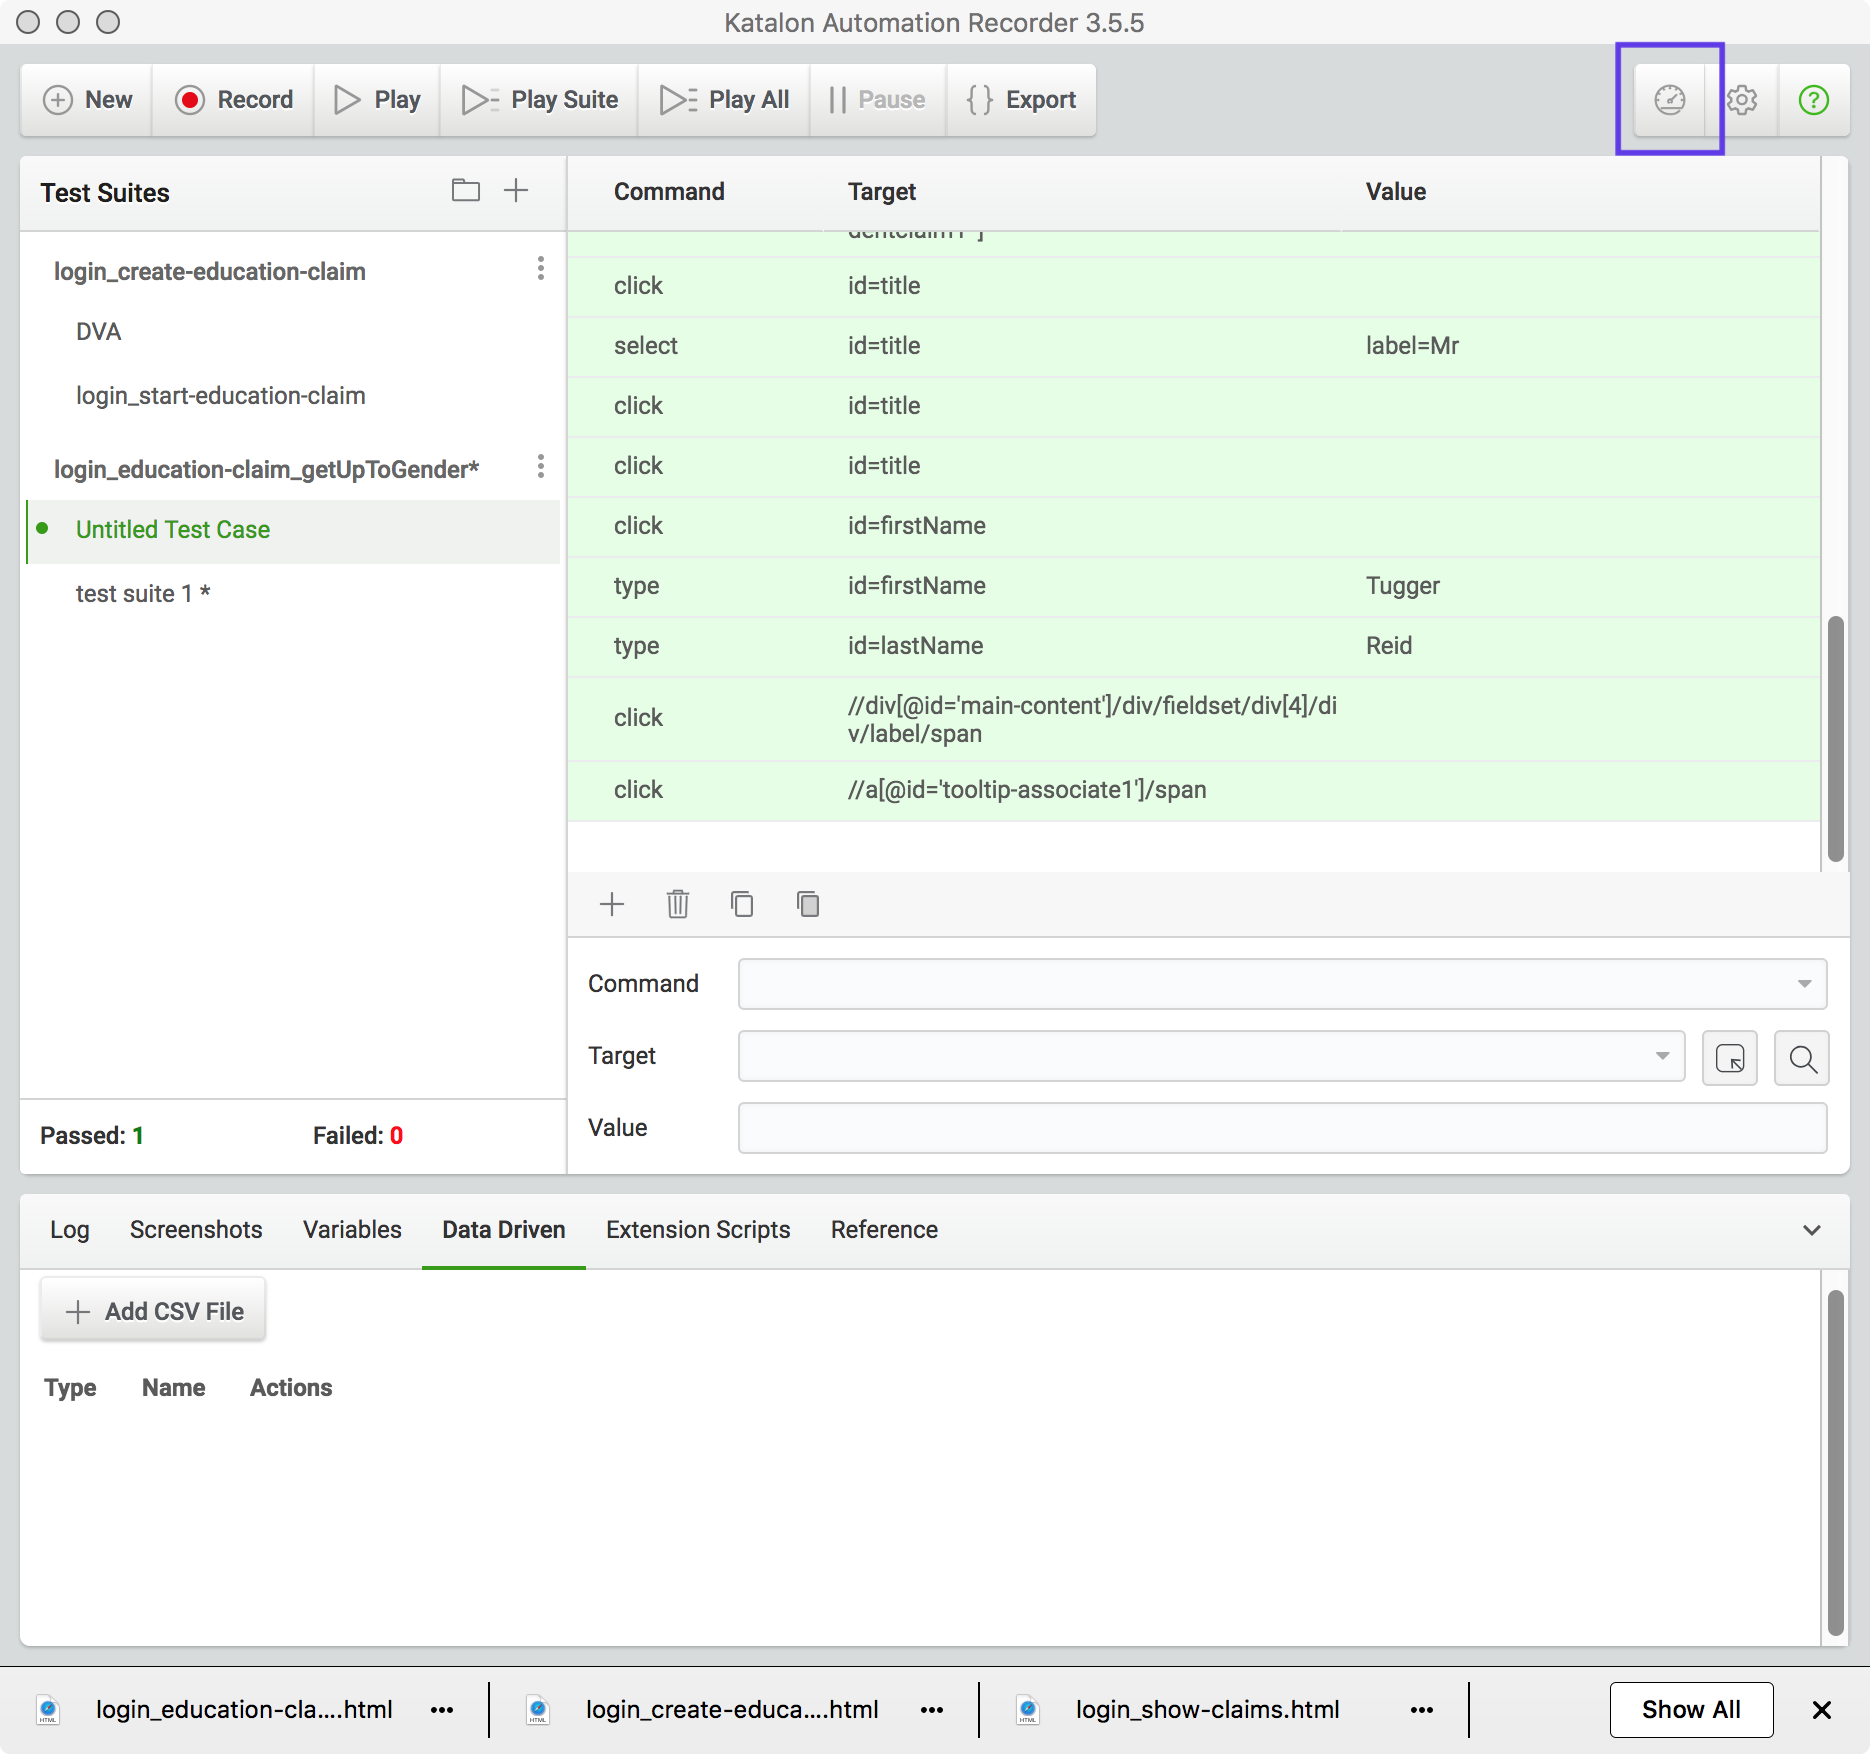 Katalon Automation Recorder 3.5.5
New Record Play Play Suite Play All Pause Export
Test Suites
Command Target Value
login_create-education-claim
DVA
login_start-education-claim
login_education-claim_getUpToGender*
Untitled Test Case
test suite 1 *
click id=title
select id=title label=Mr
click id=title
click id=title
click id=firstName
type id=firstName Tugger
type id=lastName Reid
click //div[@id='main-content']/div/fieldset/div[4]/di
v/label/span
click //a[@id='tooltip-associate1']/span
Command
Target
Value
Passed: 1 Failed: 0
Log Screenshots Variables Data Driven Extension Scripts Reference
Add CSV File
Type Name Actions
login_education-cla....html login_create-educa....html login_show-claims.html Show All